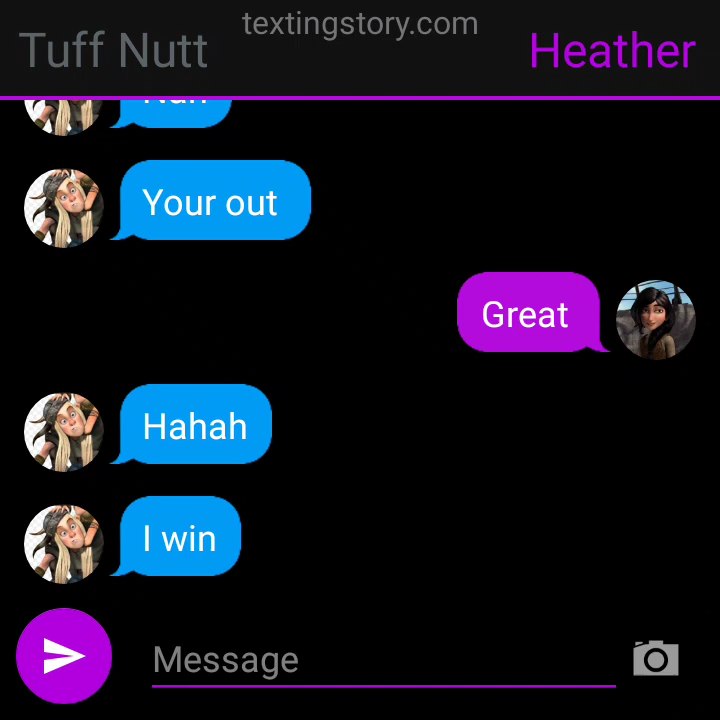 textingstory.com
Tuff Nutt
Heather
Your out
Great
Hahah
I win
Message